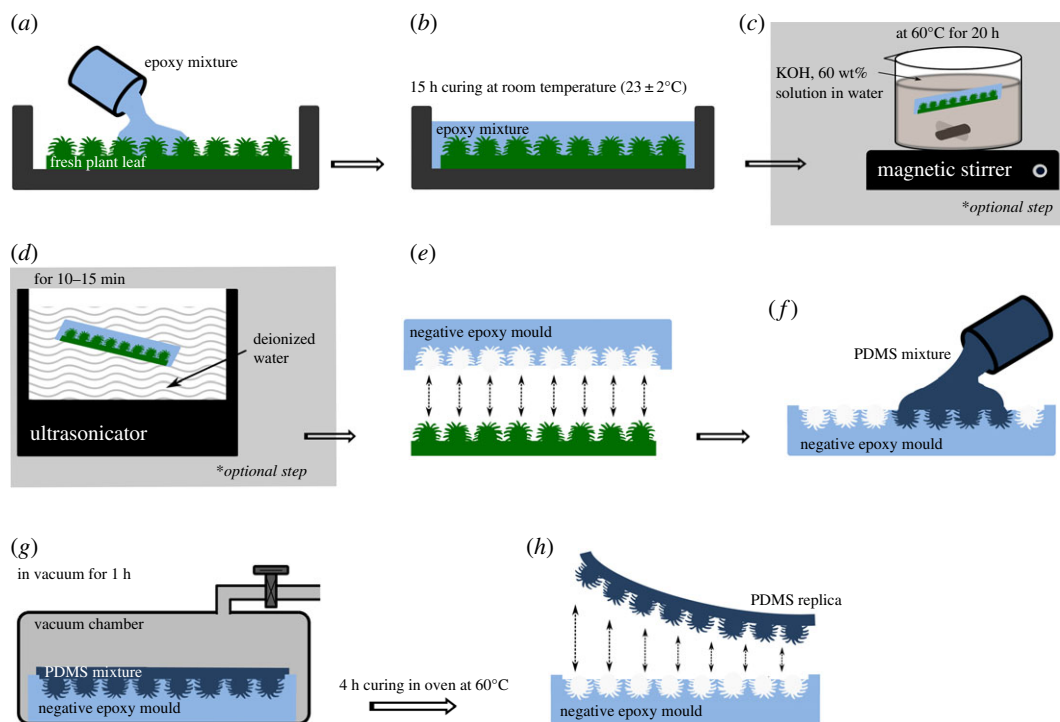 (a)
epoxy mixture
fresh plant leaf
(b)
15 h curing at room temperature (23 ± 2°C)
epoxy mixture
(c)
at 60°C for 20 h
KOH, 60 wt%
solution in water
magnetic stirrer
*optional step
(d)
for 10–15 min
deionized
water
ultrasonicator
*optional step
(e)
negative epoxy mould
(f)
PDMS mixture
negative epoxy mould
(g)
in vacuum for 1 h
vacuum chamber
PDMS mixture
negative epoxy mould
4 h curing in oven at 60°C
(h)
PDMS replica
negative epoxy mould